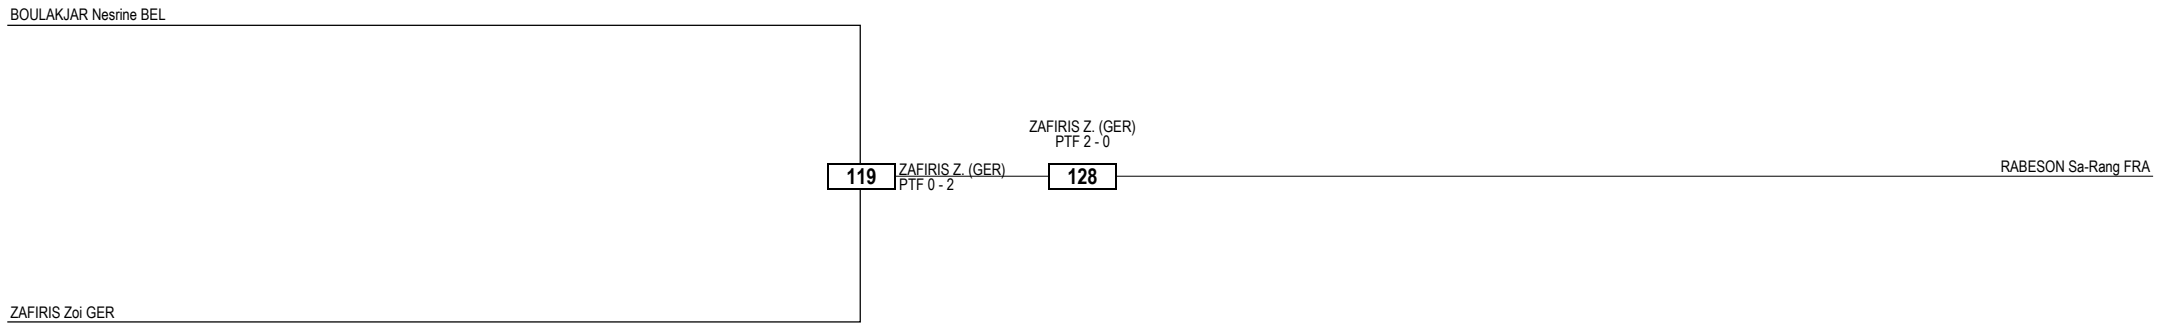 BOULAKJAR Nesrine BEL
ZAFIRIS Z. (GER)
PTF 2 - 0
119
ZAFIRIS Z. (GER)
PTF 0 - 2
128
RABESON Sa-Rang FRA
ZAFIRIS Zoi GER